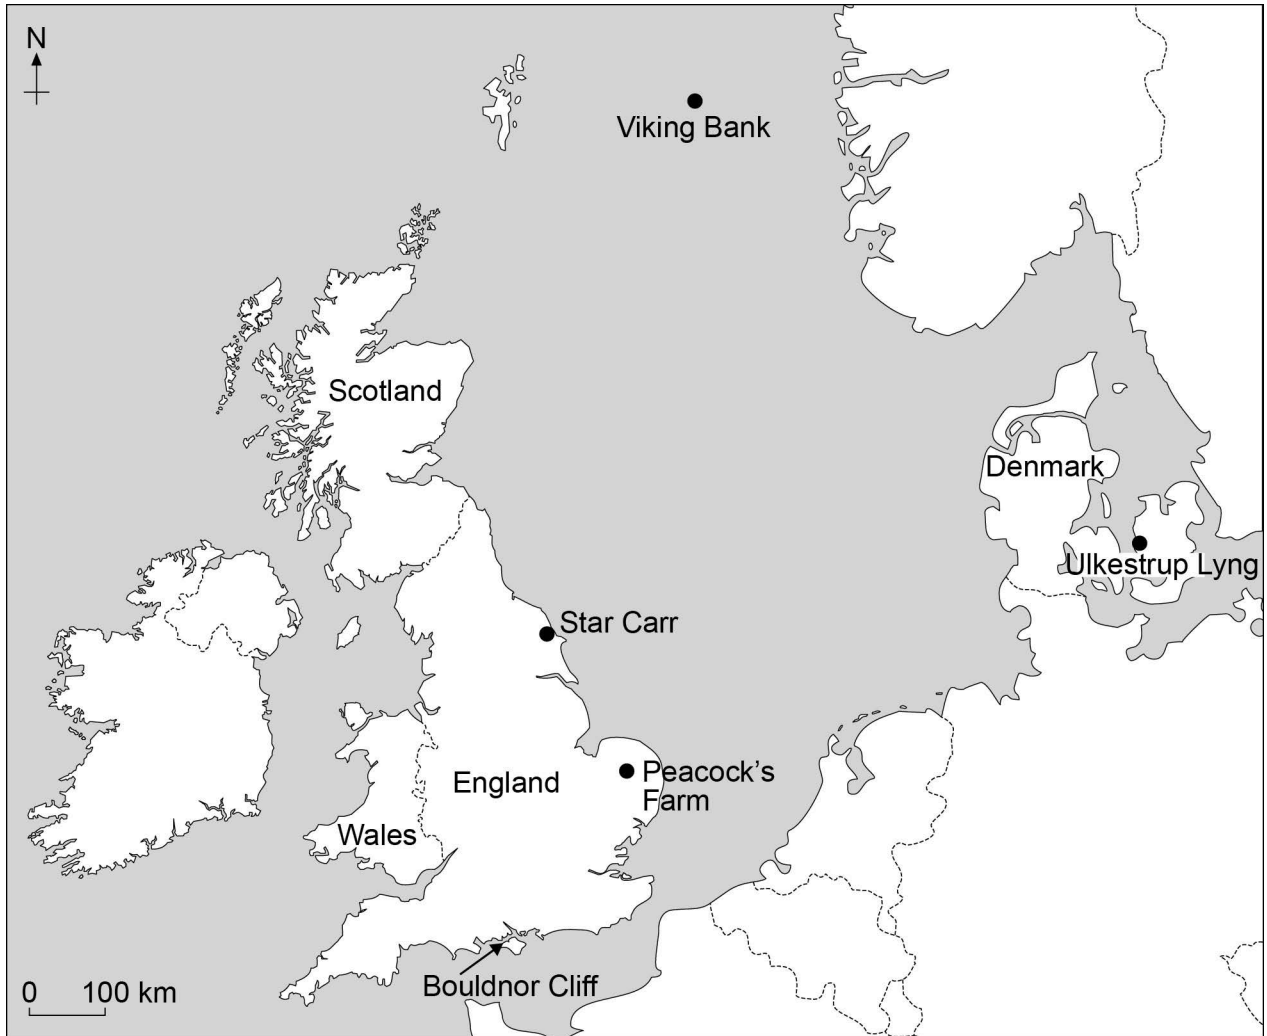 N
Viking Bank
Scotland
Denmark
Ulkestrup Lyng
Star Carr
Peacock's
Farm
England
Wales
Bouldnor Cliff
0 100 km